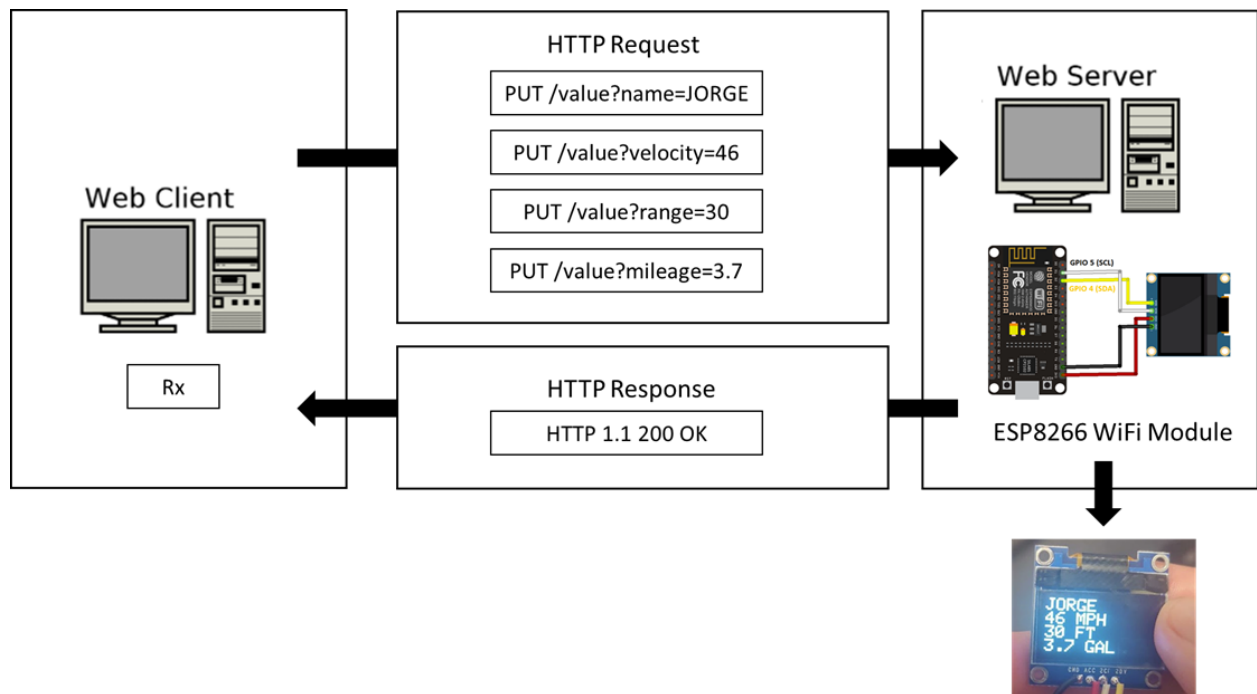 HTTP Request
PUT /value?name=JORGE
PUT /value?velocity=46
PUT /value?range=30
PUT /value?mileage=3.7
Web Client
Rx
HTTP Response
HTTP 1.1 200 OK
Web Server
GPIO 5 (SCL)
GPIO 4 (SDA)
ESP8266 WiFi Module
JORGE
46 MPH
30 FT
3.7 GAL